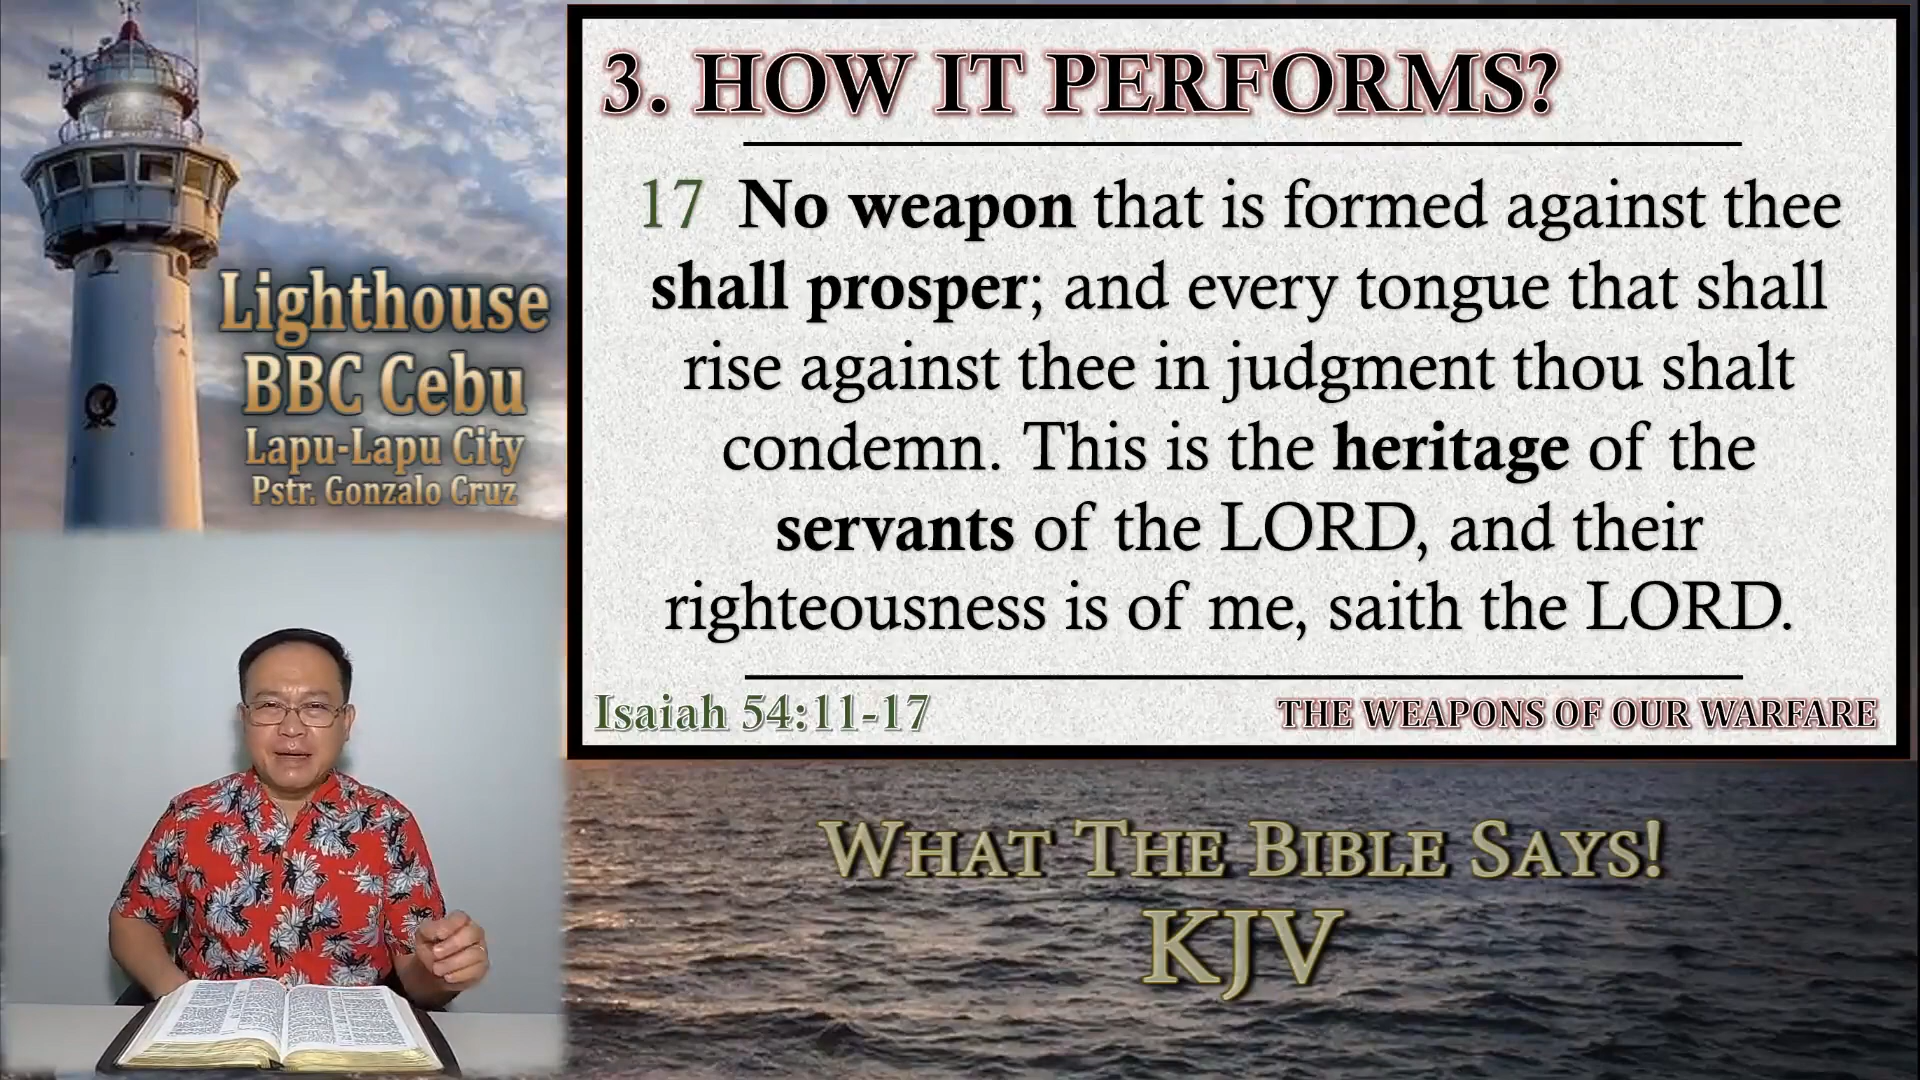 Lighthouse
BBC Cebu
Lapu-Lapu City
Pstr. Gonzalo Cruz
3. HOW IT PERFORMS?
17 No weapon that is formed against thee
shall prosper; and every tongue that shall
rise against thee in judgment thou shalt
condemn. This is the heritage of the
servants of the LORD, and their
righteousness is of me, saith the LORD.
Isaiah 54:11-17
THE WEAPONS OF OUR WARFARE
WHAT THE BIBLE SAYS!
KJV